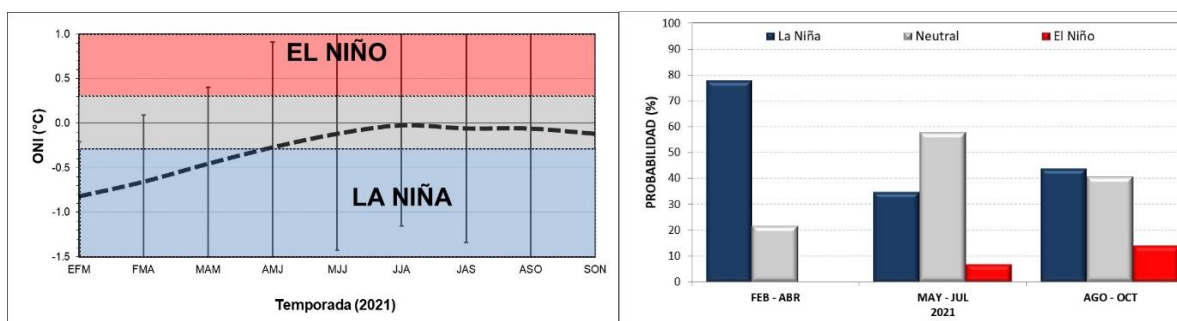 EL NIÑO
LA NIÑA
ONI (°C)
1.0
0.5
0.0
-0.5
-1.0
-1.5
EFM FMA MAM AMJ MJJ JJA JAS ASO SON
Temporada (2021)
La Niña Neutral El Niño
PROBABILIDAD (%)
100
90
80
70
60
50
40
30
20
10
0
FEB - ABR MAY - JUL AGO - OCT
2021